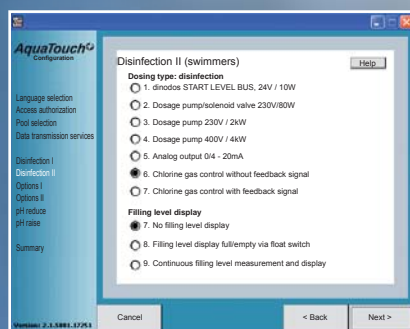 AquaTouch
Configuration
Language selection
Access authorization
Pool selection
Data transmission services
Disinfection I
Disinfection II
Options I
Options II
pH reduce
pH raise
Summary
Version: 2.1.5001.17251
Disinfection II (swimmers)
Help
Dosing type: disinfection
1. dinodos START LEVEL BUS, 24V / 10W
2. Dosage pump/solenoid valve 230V/80W
3. Dosage pump 230V / 2kW
4. Dosage pump 400V / 4kW
5. Analog output 0/4 - 20mA
6. Chlorine gas control without feedback signal
7. Chlorine gas control with feedback signal
Filling level display
7. No filling level display
8. Filling level display full/empty via float switch
9. Continuous filling level measurement and display
Cancel
< Back
Next >